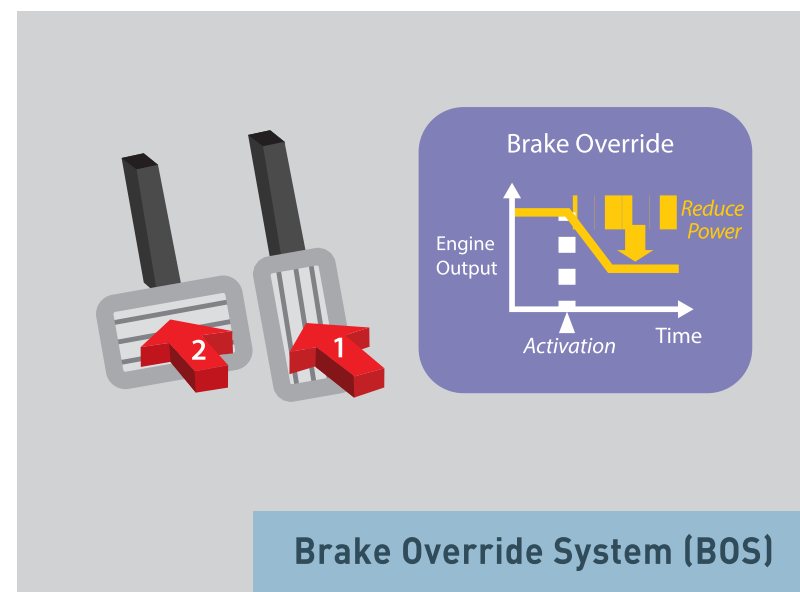 Brake Override
Reduce
Power
Engine
Output
Activation
Time
2
1
Brake Override System (BOS)